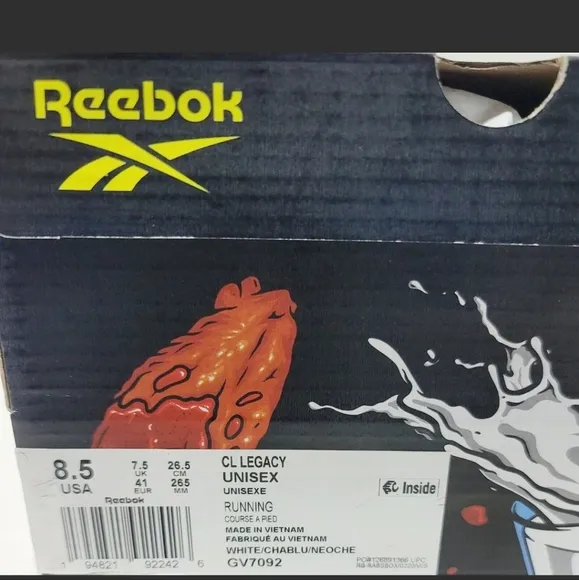 Reebok
8.5 7.5 26.5 CL LEGACY
UK CM UNISEX
USA 41 265 UNISEXE
EUR MM
Inside
Reebok RUNNING
COURSE A PIED
MADE IN VIETNAM
FABRIQUÉ AU VIETNAM
WHITE/CHABLU/NEOCHE
1 94821 92242 6 GV7092